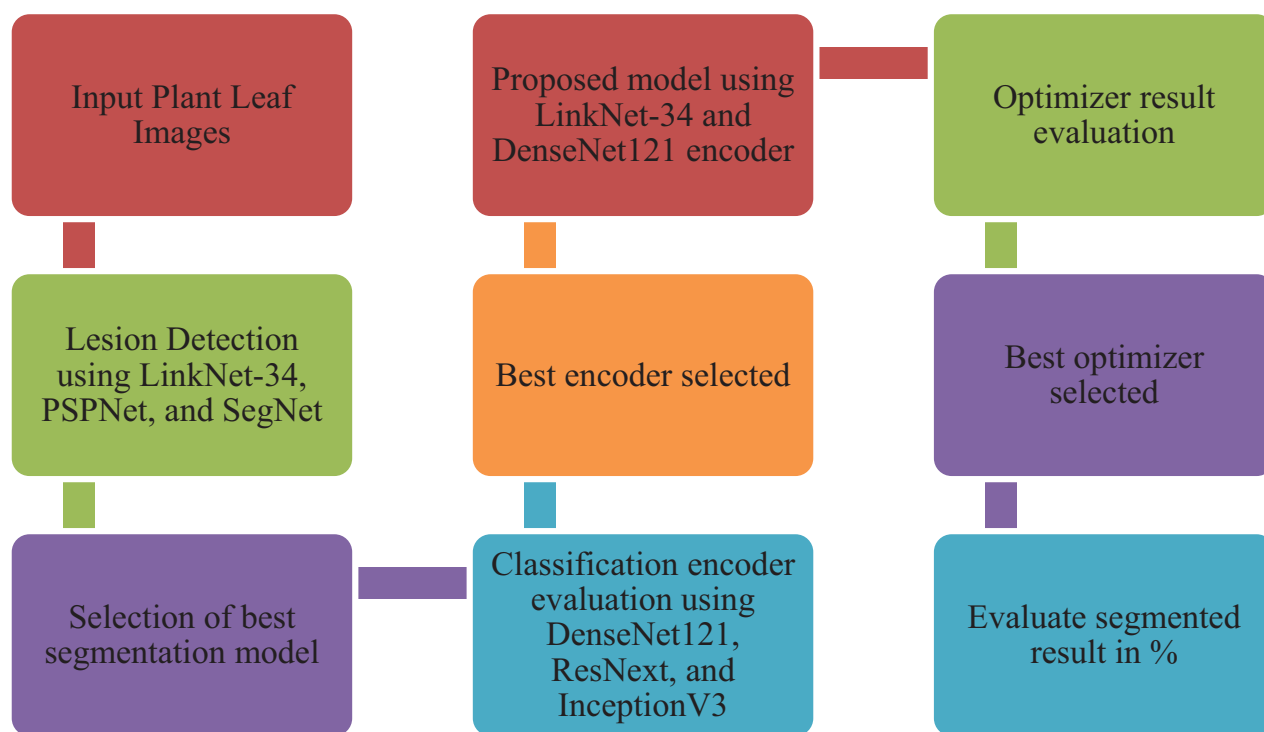 Input Plant Leaf
Images
Lesion Detection
using LinkNet-34,
PSPNet, and SegNet
Selection of best
segmentation model
Classification encoder
evaluation using
DenseNet121,
ResNext, and
InceptionV3
Best encoder selected
Proposed model using
LinkNet-34 and
DenseNet121 encoder
Optimizer result
evaluation
Best optimizer
selected
Evaluate segmented
result in %